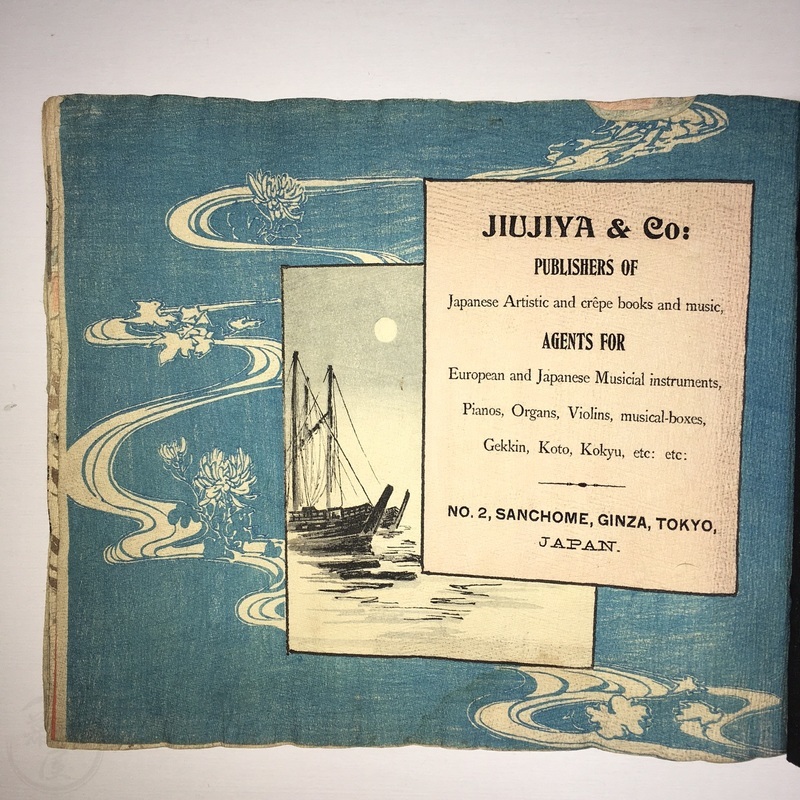 JIUJIYA & Co:
PUBLISHERS OF
Japanese Artistic and crêpe books and music,
AGENTS FOR
European and Japanese Musicial instruments,
Pianos, Organs, Violins, musical-boxes,
Gekkin, Koto, Kokyu, etc: etc:
NO. 2, SANCHOME, GINZA, TOKYO,
JAPAN.